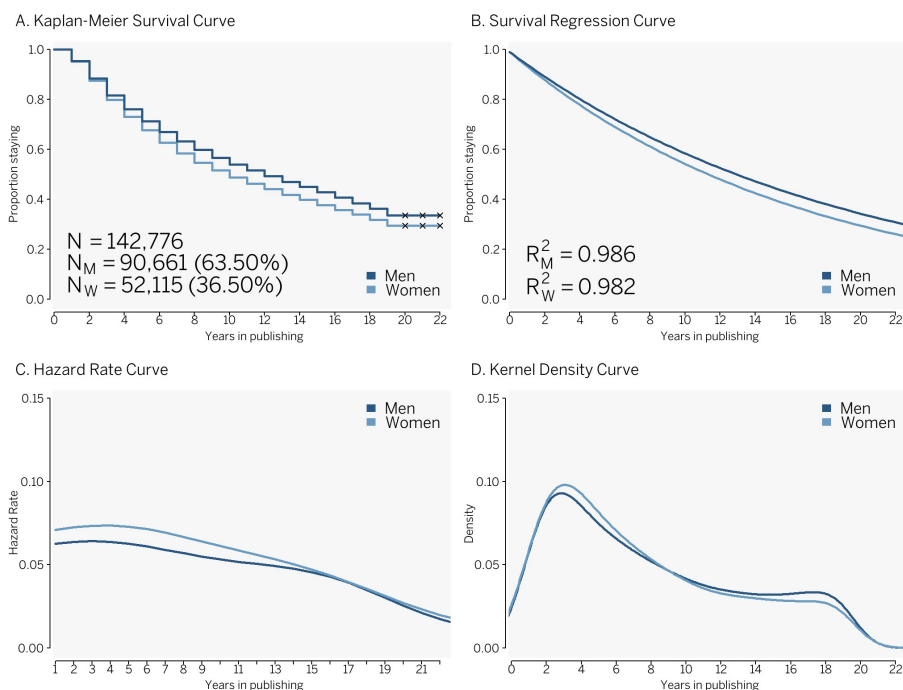 A. Kaplan-Meier Survival Curve
1.0
0.8
0.6
0.4
0.2
0.0
Proportion staying
N = 142,776
N_M = 90,661 (63.50%)
N_W = 52,115 (36.50%)
Men
Women
0 2 4 6 8 10 12 14 16 18 20 22
Years in publishing
B. Survival Regression Curve
1.0
0.8
0.6
0.4
0.2
0.0
Proportion staying
R²_M = 0.986
R²_W = 0.982
Men
Women
0 2 4 6 8 10 12 14 16 18 20 22
Years in publishing
C. Hazard Rate Curve
0.15
0.10
0.05
0.00
Hazard Rate
Men
Women
1 2 3 4 5 6 7 8 9 11 13 15 17 19 21
Years in publishing
D. Kernel Density Curve
0.15
0.10
0.05
0.00
Density
Men
Women
0 2 4 6 8 10 12 14 16 18 20 22
Years in publishing